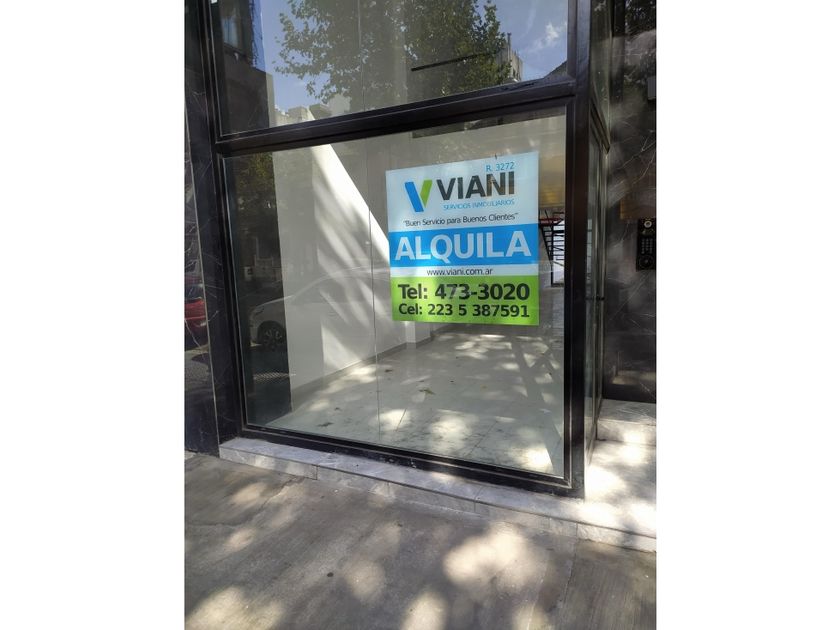 R. 3272
VIANI
SERVICIOS INMOBILIARIOS
"Buen Servicio para Buenos Clientes"
ALQUILA
www.viani.com.ar
Tel: 473-3020
Cel: 223 5 387591